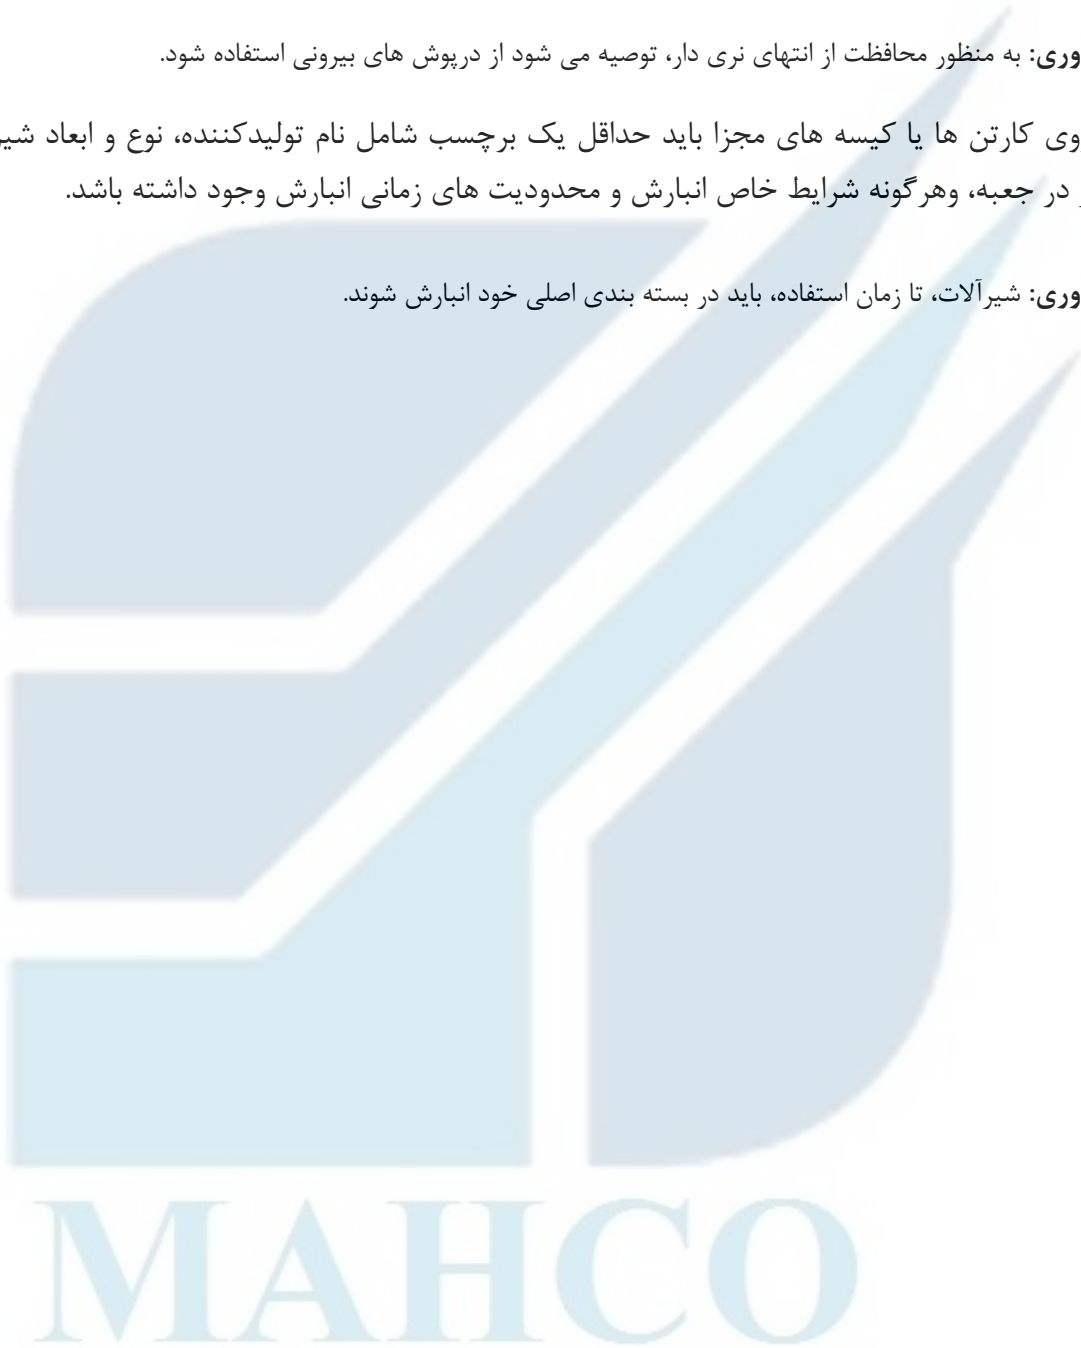 وری: به منظور محافظت از انتهای نری دار، توصیه می شود از درپوش های بیرونی استفاده شود.
وی کارتن ها یا کیسه های مجزا باید حداقل یک برچسب شامل نام تولیدکننده، نوع و ابعاد شیر
در جعبه، وهرگونه شرایط خاص انبارش و محدودیت های زمانی انبارش وجود داشته باشد.
وری: شیرآلات، تا زمان استفاده، باید در بسته بندی اصلی خود انبارش شوند.
MAHCO